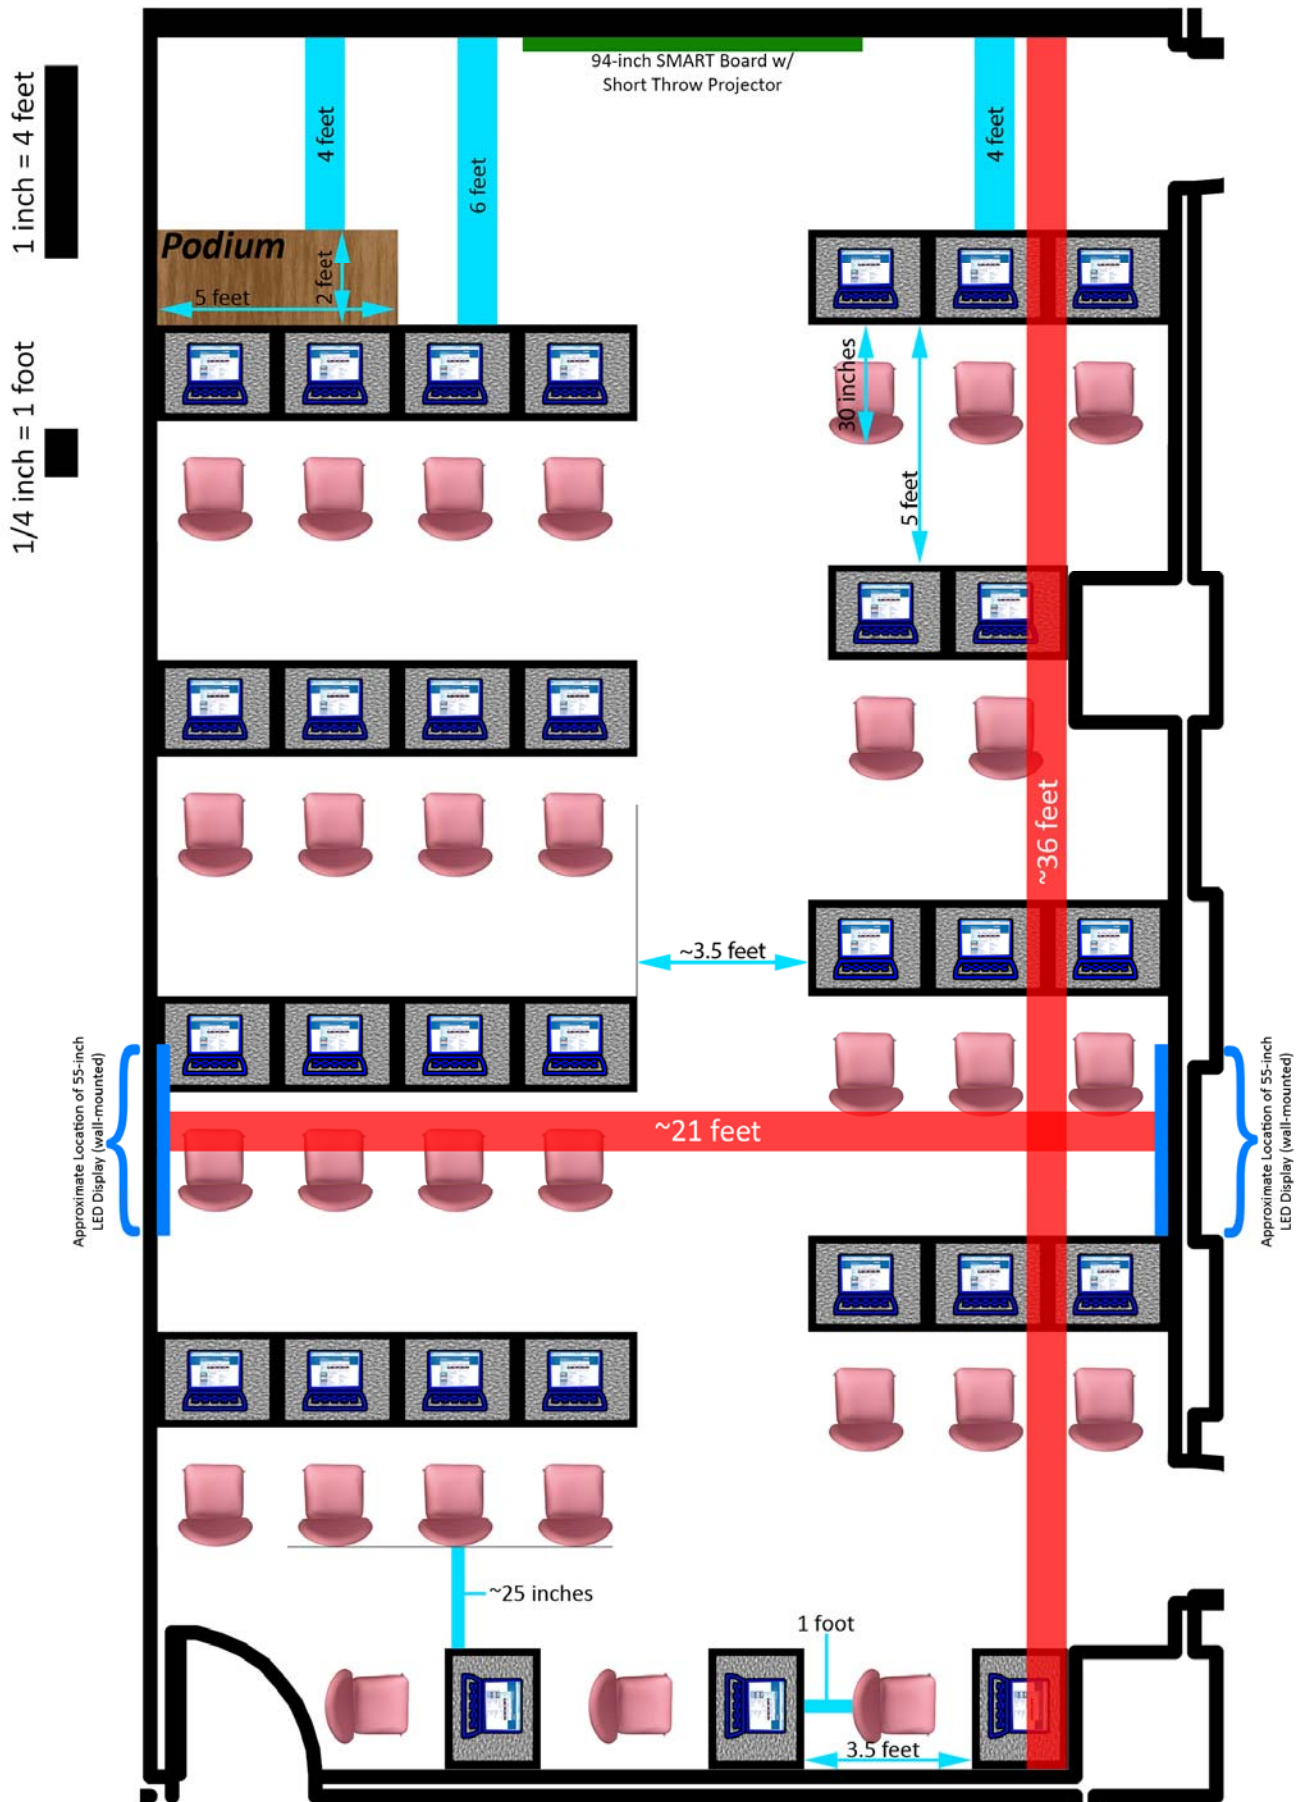 94-inch SMART Board w/
Short Throw Projector
1 inch = 4 feet
1/4 inch = 1 foot
4 feet
6 feet
4 feet
Podium
5 feet
2 feet
30 inches
5 feet
~36 feet
~3.5 feet
Approximate Location of 55-inch
LED Display (wall-mounted)
~21 feet
Approximate Location of 55-inch
LED Display (wall-mounted)
~25 inches
1 foot
3.5 feet